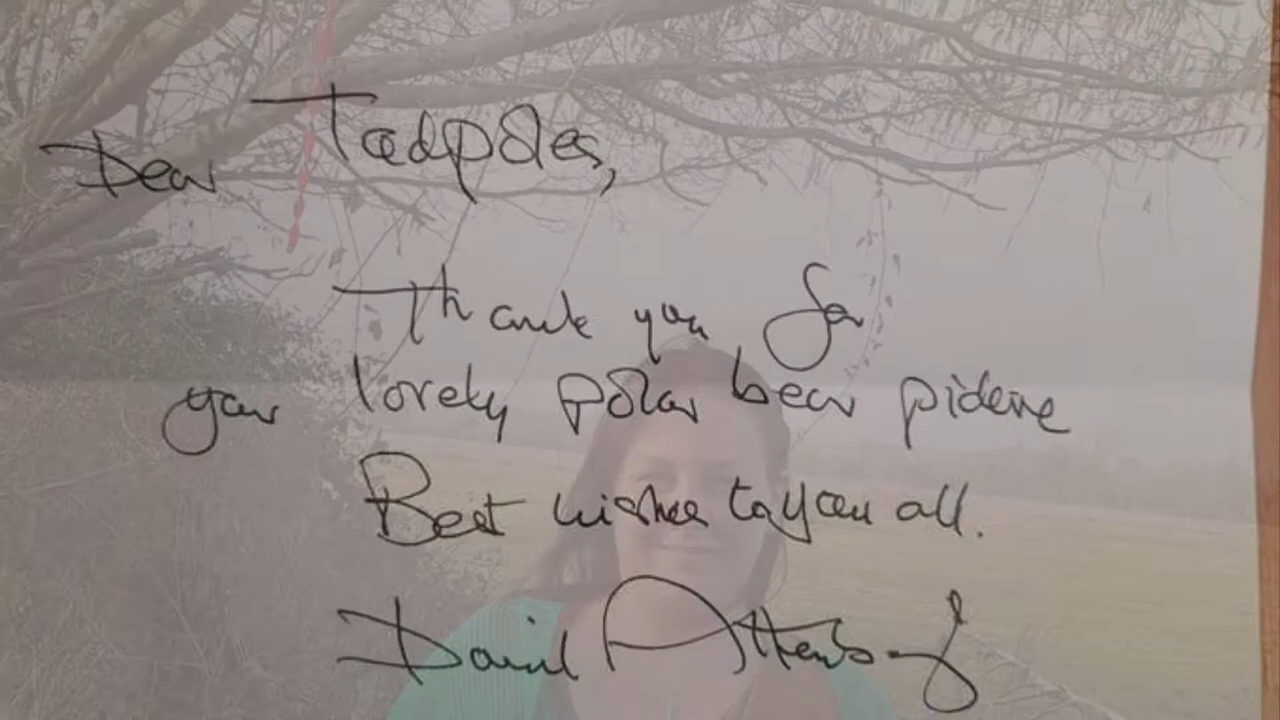 Dear Tadpoles,
Thank you for
your lovely polar bear picture
Best wishes to you all.
David Attenborough